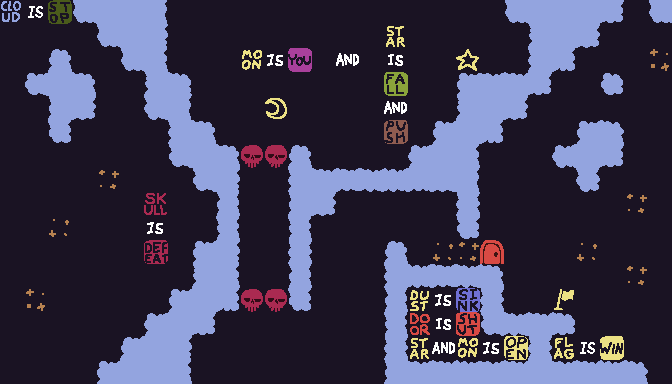 CLOUD IS STOP
MOON IS YOU AND
STAR IS FALL AND PUSH
SKULL IS DEFEAT
DUST IS SINK
DOOR IS SHUT
STAR AND MOON IS OPEN
FLAG IS WIN